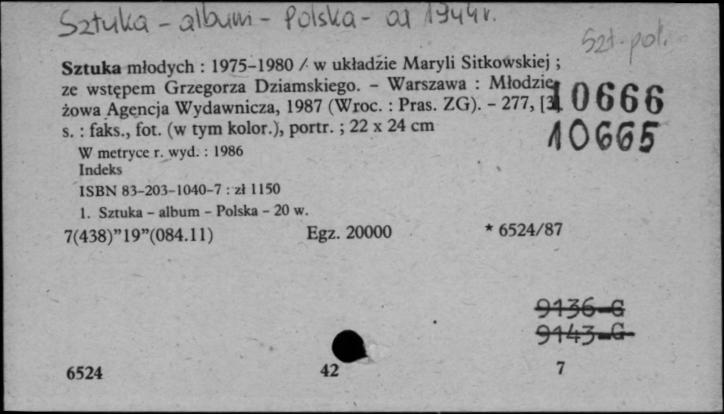 Sztuka - album - Polska - od 1944r.
Szt. pol.
Sztuka młodych : 1975-1980 / w układzie Maryli Sitkowskiej ;
ze wstępem Grzegorza Dziamskiego. - Warszawa : Młodzie-
żowa Agencja Wydawnicza, 1987 (Wroc. : Pras. ZG). - 277, [3]
10666
s. : faks., fot. (w tym kolor.), portr. ; 22 x 24 cm
10665
W metryce r. wyd. : 1986
Indeks
ISBN 83-203-1040-7 : zł 1150
1. Sztuka - album - Polska - 20 w.
7(438)"19"(084.11) Egz. 20000 * 6524/87
9136-G
9143-G
6524 42 7